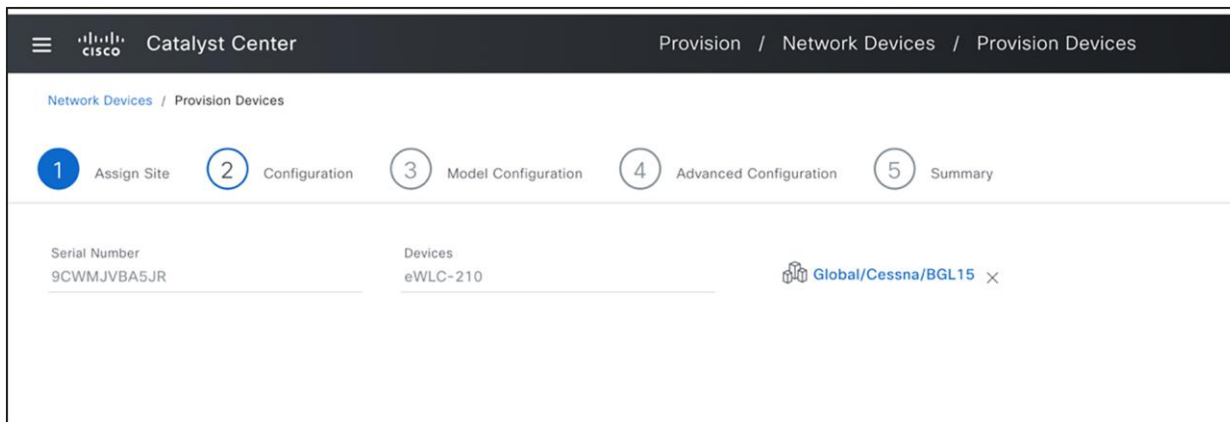 CISCO Catalyst Center Provision / Network Devices / Provision Devices
Network Devices / Provision Devices
1 Assign Site 2 Configuration 3 Model Configuration 4 Advanced Configuration 5 Summary
Serial Number Devices
9CWMJVBA5JR eWLC-210 Global/Cessna/BGL15